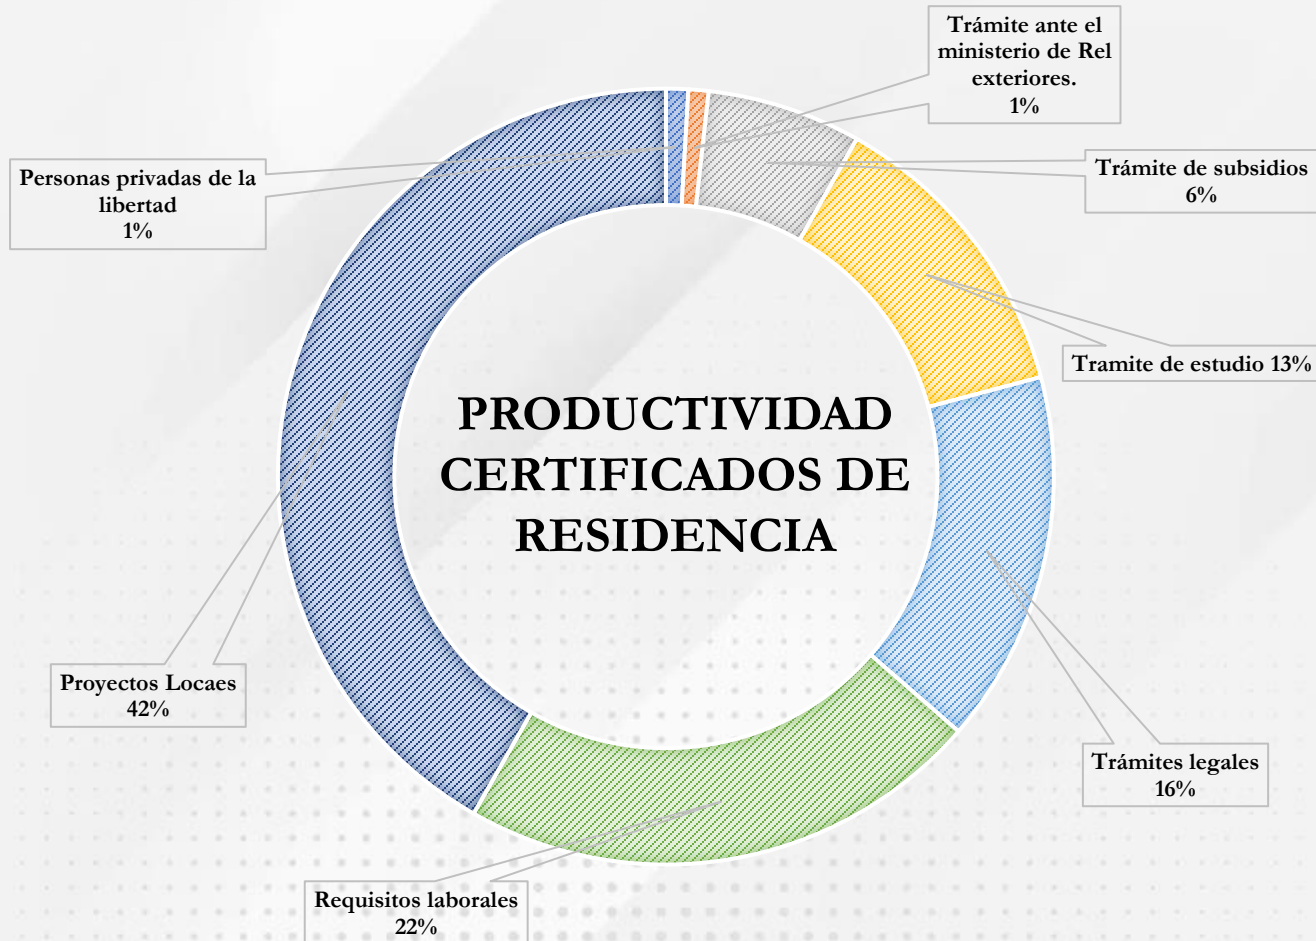 Trámite ante el
ministerio de Rel
exteriores.
1%
Personas privadas de la
libertad
1%
Trámite de subsidios
6%
Tramite de estudio 13%
PRODUCTIVIDAD
CERTIFICADOS DE
RESIDENCIA
Proyectos Locaes
42%
Trámites legales
16%
Requisitos laborales
22%